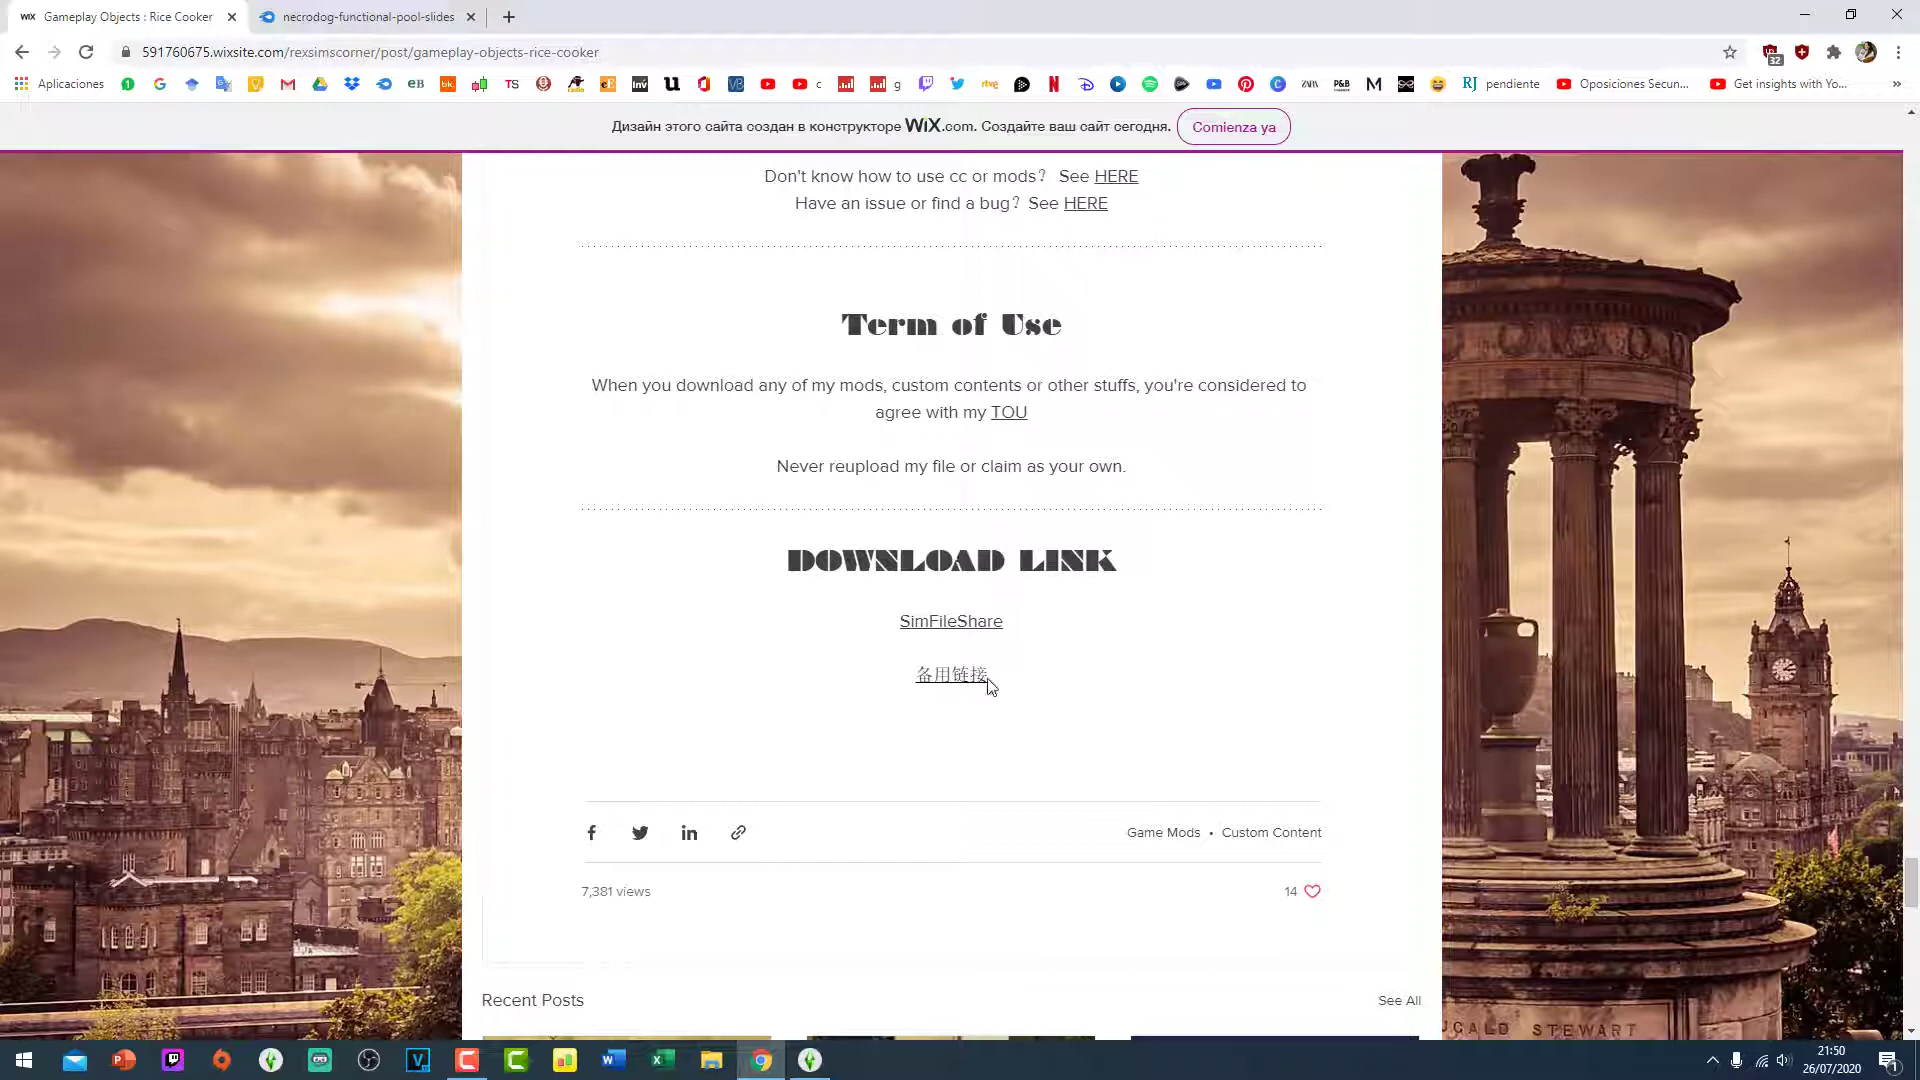 Gameplay Objects : Rice Cooker
necrodog-functional-pool-slides
591760675.wixsite.com/rexsimscorner/post/gameplay-objects-rice-cooker
32
Aplicaciones
pendiente
Oposiciones Secun...
Get insights with Yo...
Дизайн этого сайта создан в конструкторе WiX.com. Создайте ваш сайт сегодня.
Comienza ya
Don't know how to use cc or mods? See HERE
Have an issue or find a bug? See HERE
Term of Use
When you download any of my mods, custom contents or other stuffs, you're considered to
agree with my TOU
Never reupload my file or claim as your own.
DOWNLOAD LINK
SimFileShare
备用链接
Game Mods • Custom Content
7,381 views
14
Recent Posts
See All
UGALD STEWART
21:50
26/07/2020